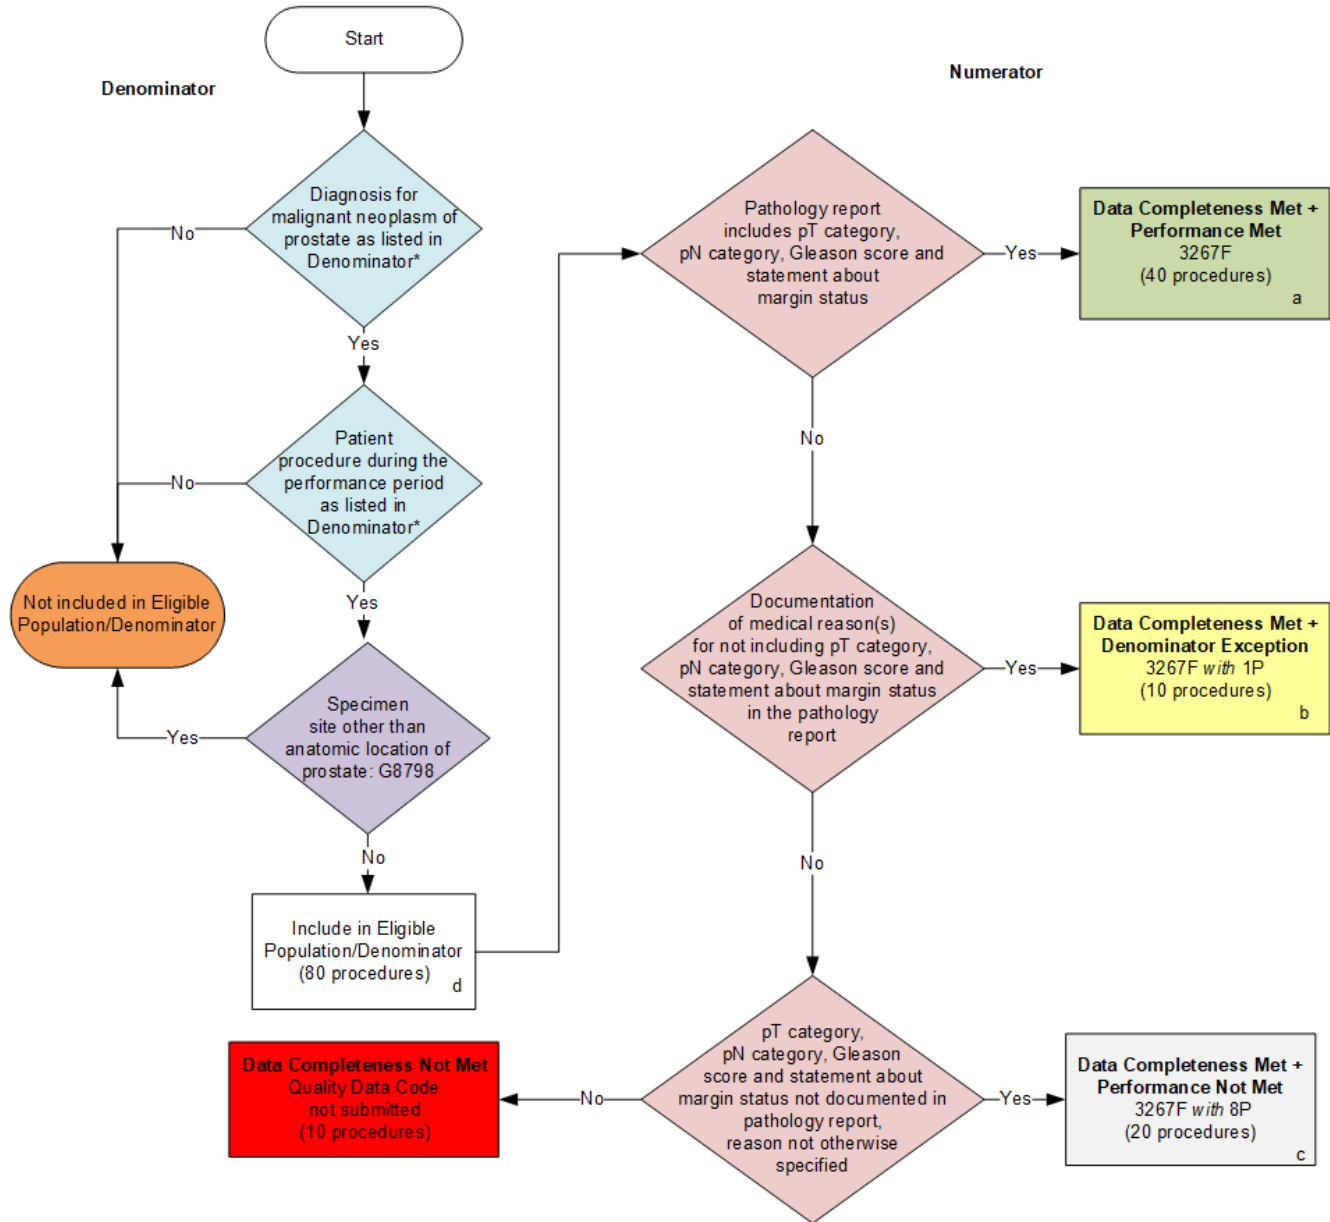 Start
Denominator
Numerator
Diagnosis for
malignant neoplasm of
prostate as listed in
Denominator*
No
Yes
Patient
procedure during the
performance period
as listed in
Denominator*
No
Yes
Not included in Eligible
Population/Denominator
Specimen
site other than
anatomic location of
prostate: G8798
Yes
No
Include in Eligible
Population/Denominator
(80 procedures)
d
Pathology report
includes pT category,
pN category, Gleason score and
statement about
margin status
Yes
Data Completeness Met +
Performance Met
3267F
(40 procedures)
a
No
Documentation
of medical reason(s)
for not including pT category,
pN category, Gleason score and
statement about margin status
in the pathology
report
Yes
Data Completeness Met +
Denominator Exception
3267F with 1P
(10 procedures)
b
No
pT category,
pN category, Gleason
score and statement about
margin status not documented in
pathology report,
reason not otherwise
specified
Yes
Data Completeness Met +
Performance Not Met
3267F with 8P
(20 procedures)
c
No
Data Completeness Not Met
Quality Data Code
not submitted
(10 procedures)